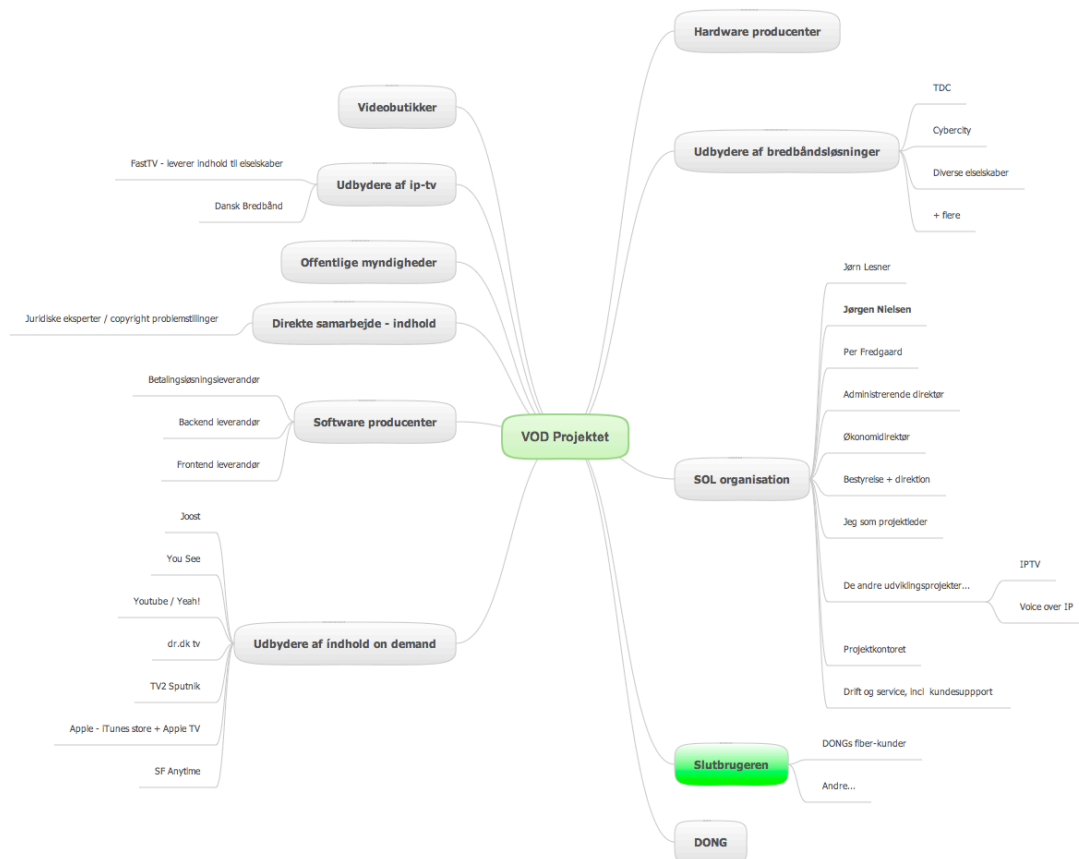 VOD Projektet
Hardware producenter
Udbydere af bredbåndsløsninger
TDC
Cybercity
Diverse elselskaber
+ flere
SOL organisation
Jørn Lesner
Jørgen Nielsen
Per Fredgaard
Administrerende direktør
Økonomidirektør
Bestyrelse + direktion
Jeg som projektleder
De andre udviklingsprojekter...
IPTV
Voice over IP
Projektkontoret
Drift og service, incl kundesuppport
Slutbrugeren
DONGs fiber-kunder
Andre...
DONG
Videobutikker
Udbydere af ip-tv
FastTV - leverer indhold til elselskaber
Dansk Bredbånd
Offentlige myndigheder
Direkte samarbejde - indhold
Juridiske eksperter / copyright problemstillinger
Software producenter
Betalingsløsningsleverandør
Backend leverandør
Frontend leverandør
Udbydere af indhold on demand
Joost
You See
Youtube / Yeah!
dr.dk tv
TV2 Sputnik
Apple - iTunes store + Apple TV
SF Anytime